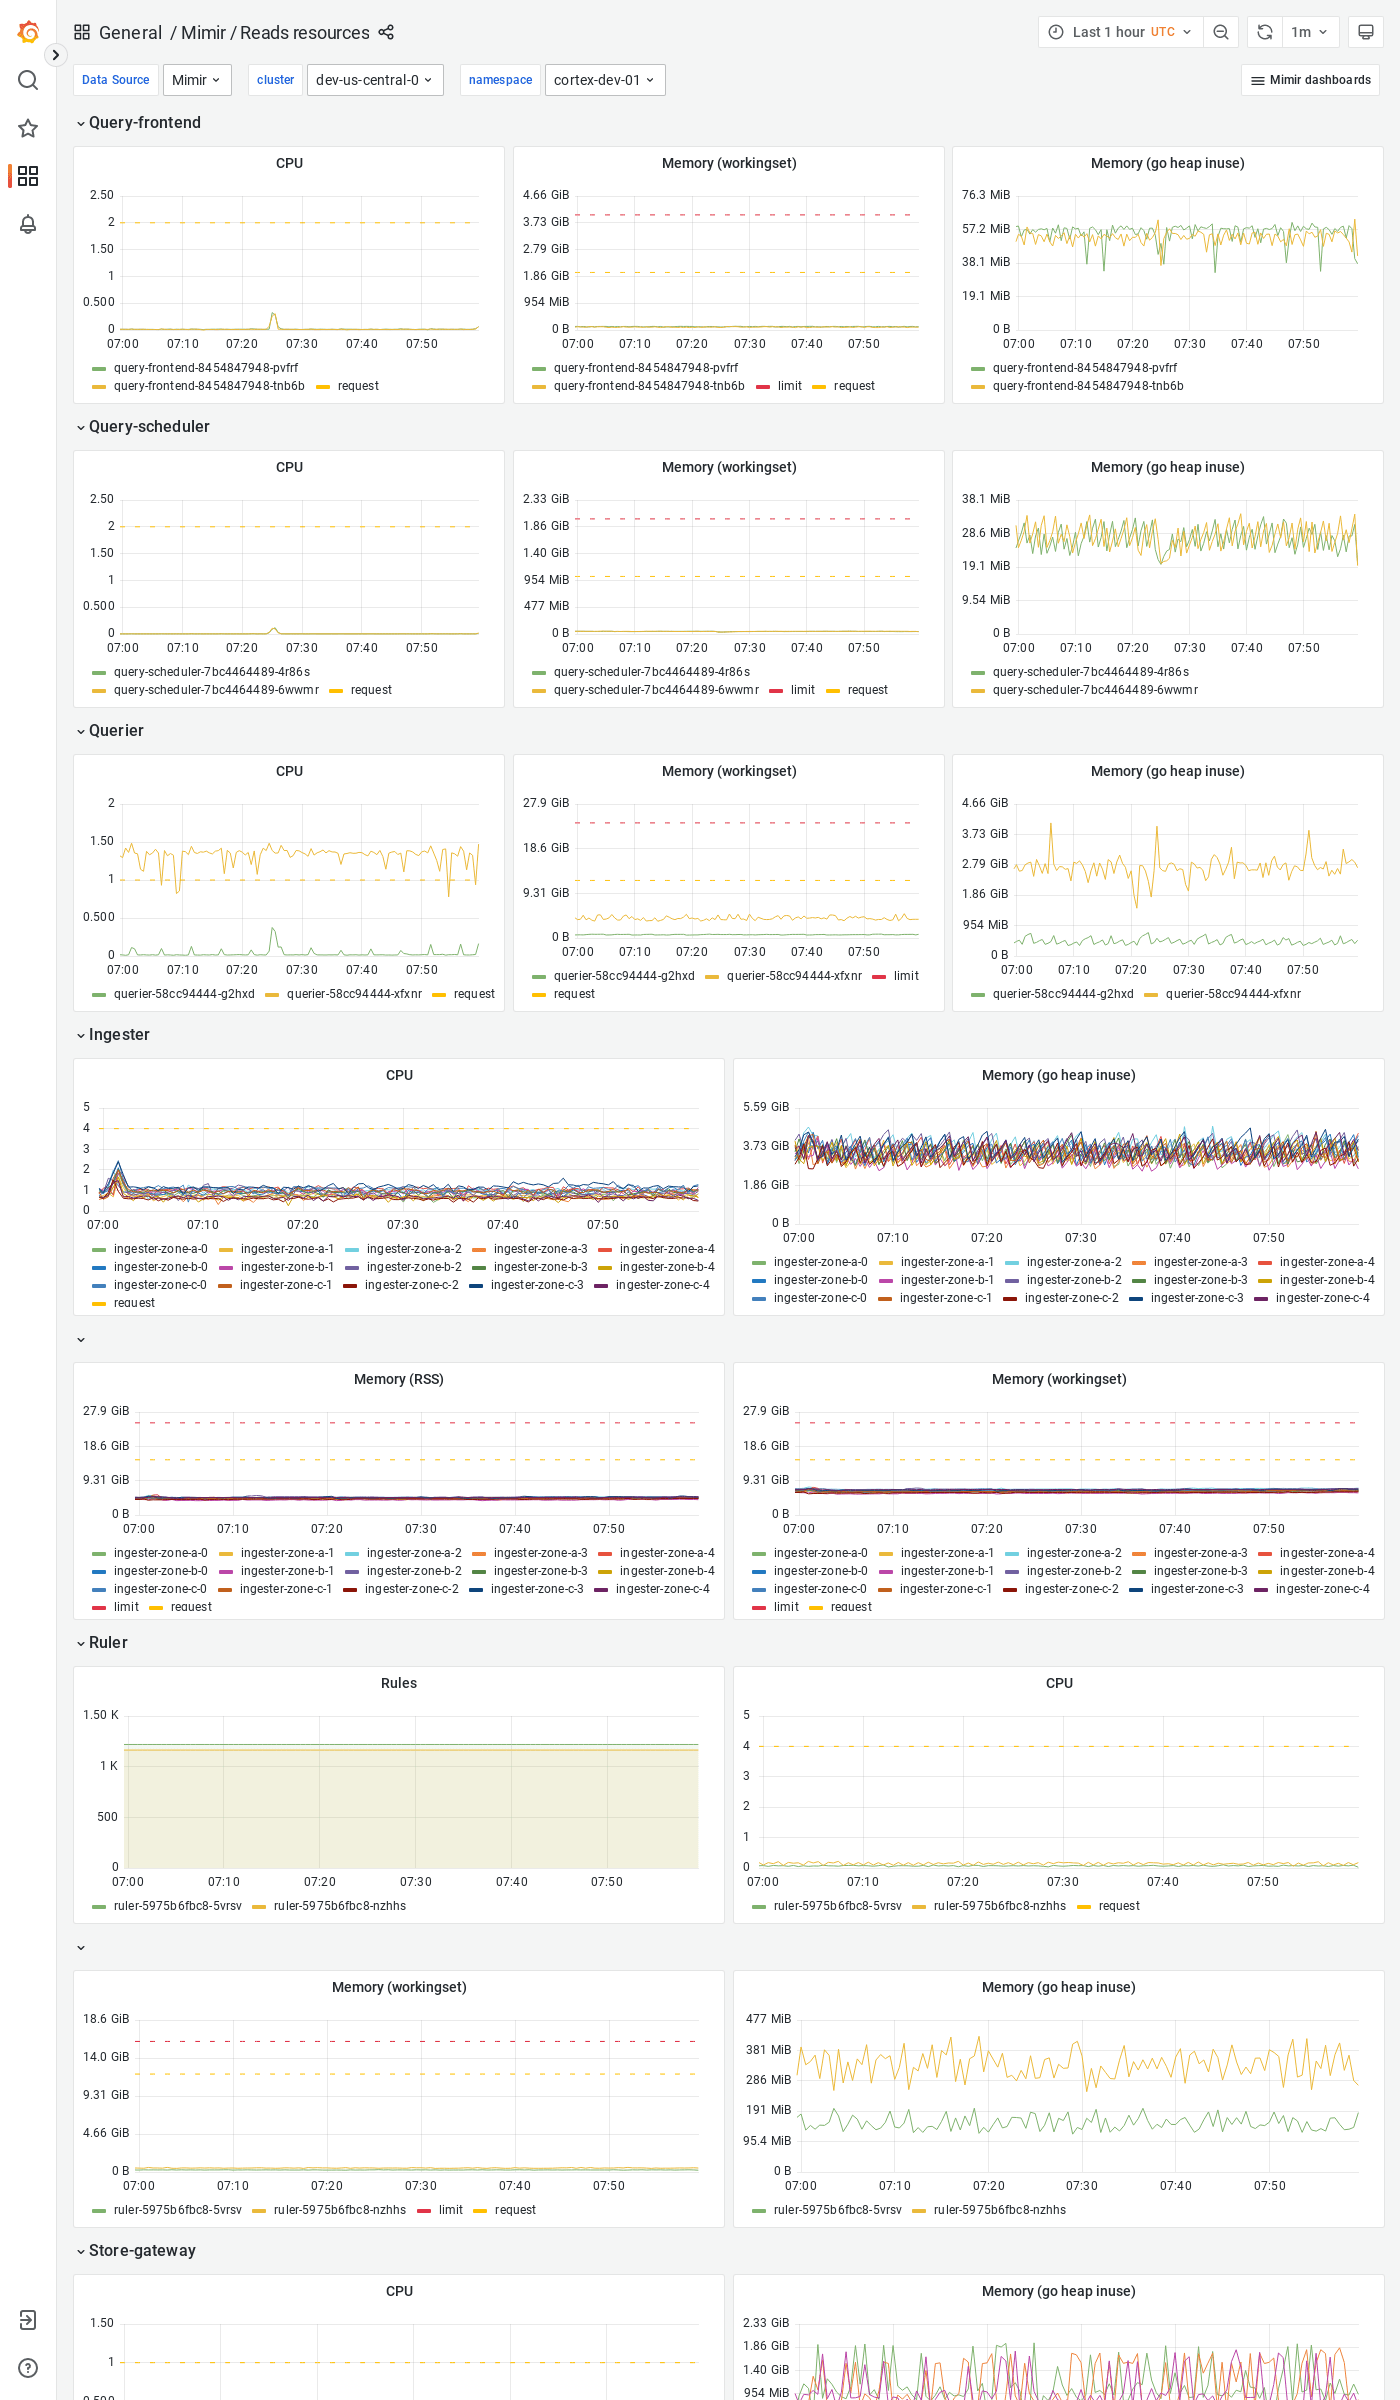 General / Mimir / Reads resources
Last 1 hour UTC
1m
Data Source Mimir cluster dev-us-central-0 namespace cortex-dev-01
Mimir dashboards
Query-frontend
CPU
2.50
2
1.50
1
0.500
0
07:00 07:10 07:20 07:30 07:40 07:50
query-frontend-8454847948-pvfrf
query-frontend-8454847948-tnb6b request
Memory (workingset)
4.66 GiB
3.73 GiB
2.79 GiB
1.86 GiB
954 MiB
0 B
07:00 07:10 07:20 07:30 07:40 07:50
query-frontend-8454847948-pvfrf
query-frontend-8454847948-tnb6b limit request
Memory (go heap inuse)
76.3 MiB
57.2 MiB
38.1 MiB
19.1 MiB
0 B
07:00 07:10 07:20 07:30 07:40 07:50
query-frontend-8454847948-pvfrf
query-frontend-8454847948-tnb6b
Query-scheduler
CPU
2.50
2
1.50
1
0.500
0
07:00 07:10 07:20 07:30 07:40 07:50
query-scheduler-7bc4464489-4r86s
query-scheduler-7bc4464489-6wwmr request
Memory (workingset)
2.33 GiB
1.86 GiB
1.40 GiB
954 MiB
477 MiB
0 B
07:00 07:10 07:20 07:30 07:40 07:50
query-scheduler-7bc4464489-4r86s
query-scheduler-7bc4464489-6wwmr limit request
Memory (go heap inuse)
38.1 MiB
28.6 MiB
19.1 MiB
9.54 MiB
0 B
07:00 07:10 07:20 07:30 07:40 07:50
query-scheduler-7bc4464489-4r86s
query-scheduler-7bc4464489-6wwmr
Querier
CPU
2
1.50
1
0.500
0
07:00 07:10 07:20 07:30 07:40 07:50
querier-58cc94444-g2hxd querier-58cc94444-xfxnr request
Memory (workingset)
27.9 GiB
18.6 GiB
9.31 GiB
0 B
07:00 07:10 07:20 07:30 07:40 07:50
querier-58cc94444-g2hxd querier-58cc94444-xfxnr limit
request
Memory (go heap inuse)
4.66 GiB
3.73 GiB
2.79 GiB
1.86 GiB
954 MiB
0 B
07:00 07:10 07:20 07:30 07:40 07:50
querier-58cc94444-g2hxd querier-58cc94444-xfxnr
Ingester
CPU
5
4
3
2
1
0
07:00 07:10 07:20 07:30 07:40 07:50
ingester-zone-a-0 ingester-zone-a-1 ingester-zone-a-2 ingester-zone-a-3 ingester-zone-a-4
ingester-zone-b-0 ingester-zone-b-1 ingester-zone-b-2 ingester-zone-b-3 ingester-zone-b-4
ingester-zone-c-0 ingester-zone-c-1 ingester-zone-c-2 ingester-zone-c-3 ingester-zone-c-4
request
Memory (go heap inuse)
5.59 GiB
3.73 GiB
1.86 GiB
0 B
07:00 07:10 07:20 07:30 07:40 07:50
ingester-zone-a-0 ingester-zone-a-1 ingester-zone-a-2 ingester-zone-a-3 ingester-zone-a-4
ingester-zone-b-0 ingester-zone-b-1 ingester-zone-b-2 ingester-zone-b-3 ingester-zone-b-4
ingester-zone-c-0 ingester-zone-c-1 ingester-zone-c-2 ingester-zone-c-3 ingester-zone-c-4
Memory (RSS)
27.9 GiB
18.6 GiB
9.31 GiB
0 B
07:00 07:10 07:20 07:30 07:40 07:50
ingester-zone-a-0 ingester-zone-a-1 ingester-zone-a-2 ingester-zone-a-3 ingester-zone-a-4
ingester-zone-b-0 ingester-zone-b-1 ingester-zone-b-2 ingester-zone-b-3 ingester-zone-b-4
ingester-zone-c-0 ingester-zone-c-1 ingester-zone-c-2 ingester-zone-c-3 ingester-zone-c-4
limit request
Memory (workingset)
27.9 GiB
18.6 GiB
9.31 GiB
0 B
07:00 07:10 07:20 07:30 07:40 07:50
ingester-zone-a-0 ingester-zone-a-1 ingester-zone-a-2 ingester-zone-a-3 ingester-zone-a-4
ingester-zone-b-0 ingester-zone-b-1 ingester-zone-b-2 ingester-zone-b-3 ingester-zone-b-4
ingester-zone-c-0 ingester-zone-c-1 ingester-zone-c-2 ingester-zone-c-3 ingester-zone-c-4
limit request
Ruler
Rules
1.50 K
1 K
500
0
07:00 07:10 07:20 07:30 07:40 07:50
ruler-5975b6fbc8-5vrsv ruler-5975b6fbc8-nzhhs
CPU
5
4
3
2
1
0
07:00 07:10 07:20 07:30 07:40 07:50
ruler-5975b6fbc8-5vrsv ruler-5975b6fbc8-nzhhs request
Memory (workingset)
18.6 GiB
14.0 GiB
9.31 GiB
4.66 GiB
0 B
07:00 07:10 07:20 07:30 07:40 07:50
ruler-5975b6fbc8-5vrsv ruler-5975b6fbc8-nzhhs limit request
Memory (go heap inuse)
477 MiB
381 MiB
286 MiB
191 MiB
95.4 MiB
0 B
07:00 07:10 07:20 07:30 07:40 07:50
ruler-5975b6fbc8-5vrsv ruler-5975b6fbc8-nzhhs
Store-gateway
CPU
1.50
1
0.500
Memory (go heap inuse)
2.33 GiB
1.86 GiB
1.40 GiB
954 MiB